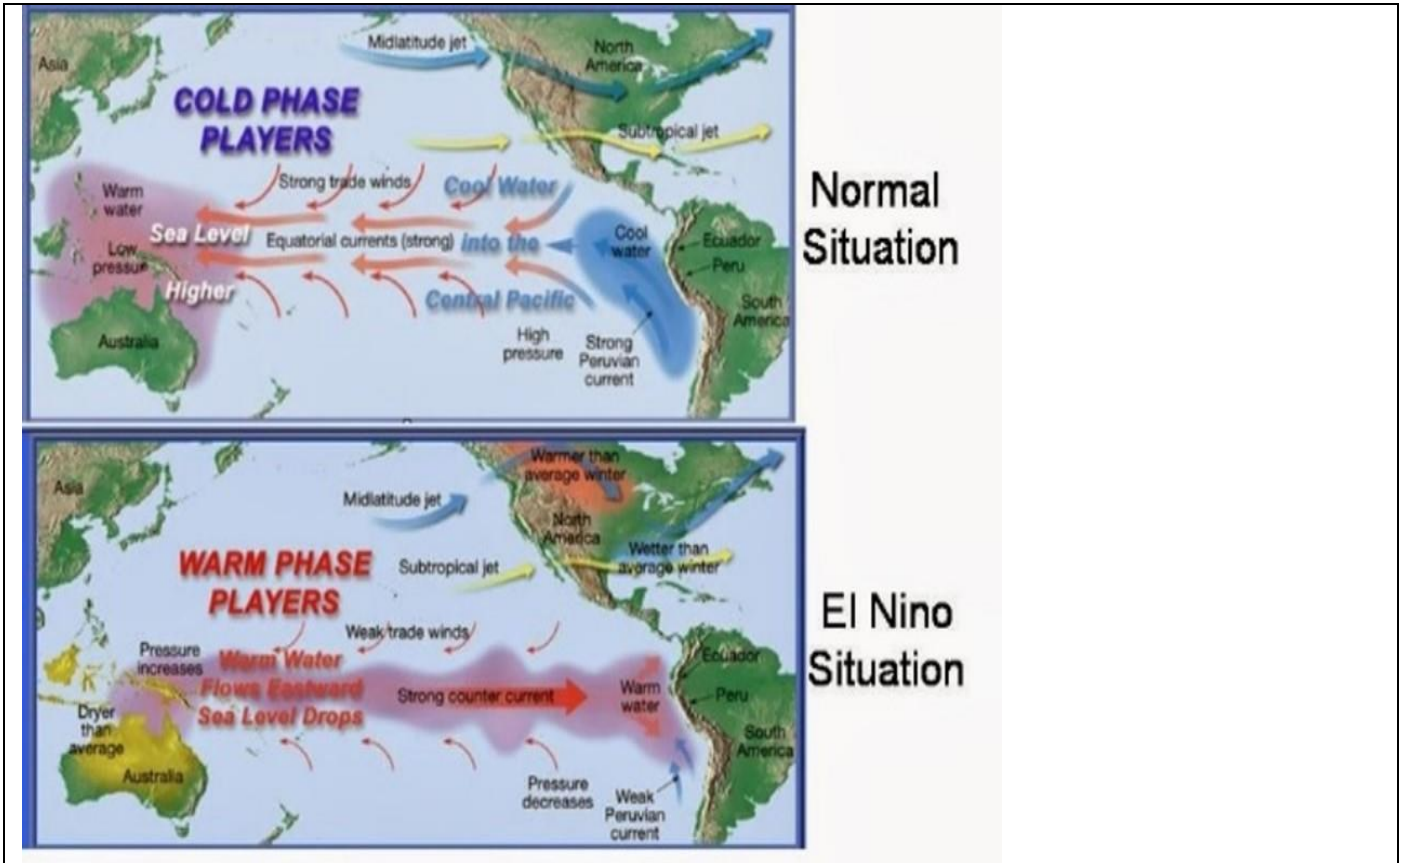 Midlatitude jet
North
America
Asia
COLD PHASE
PLAYERS
Subtropical jet
Strong trade winds
Cool Water
Warm
water
Sea Level
Equatorial currents (strong)
into the
Cool
water
Ecuador
Low
pressure
Peru
Higher
Central Pacific
South
America
Australia
High
pressure
Strong
Peruvian
current
Normal
Situation
Warmer than
average winter
Asia
Midlatitude jet
North
America
WARM PHASE
PLAYERS
Subtropical jet
Wetter than
average winter
Weak trade winds
Pressure
increases
Warm Water
Flows Eastward
Sea Level Drops
Strong counter current
Warm
water
Ecuador
Peru
Dryer
than
average
South
America
Australia
Pressure
decreases
Weak
Peruvian
current
El Nino
Situation